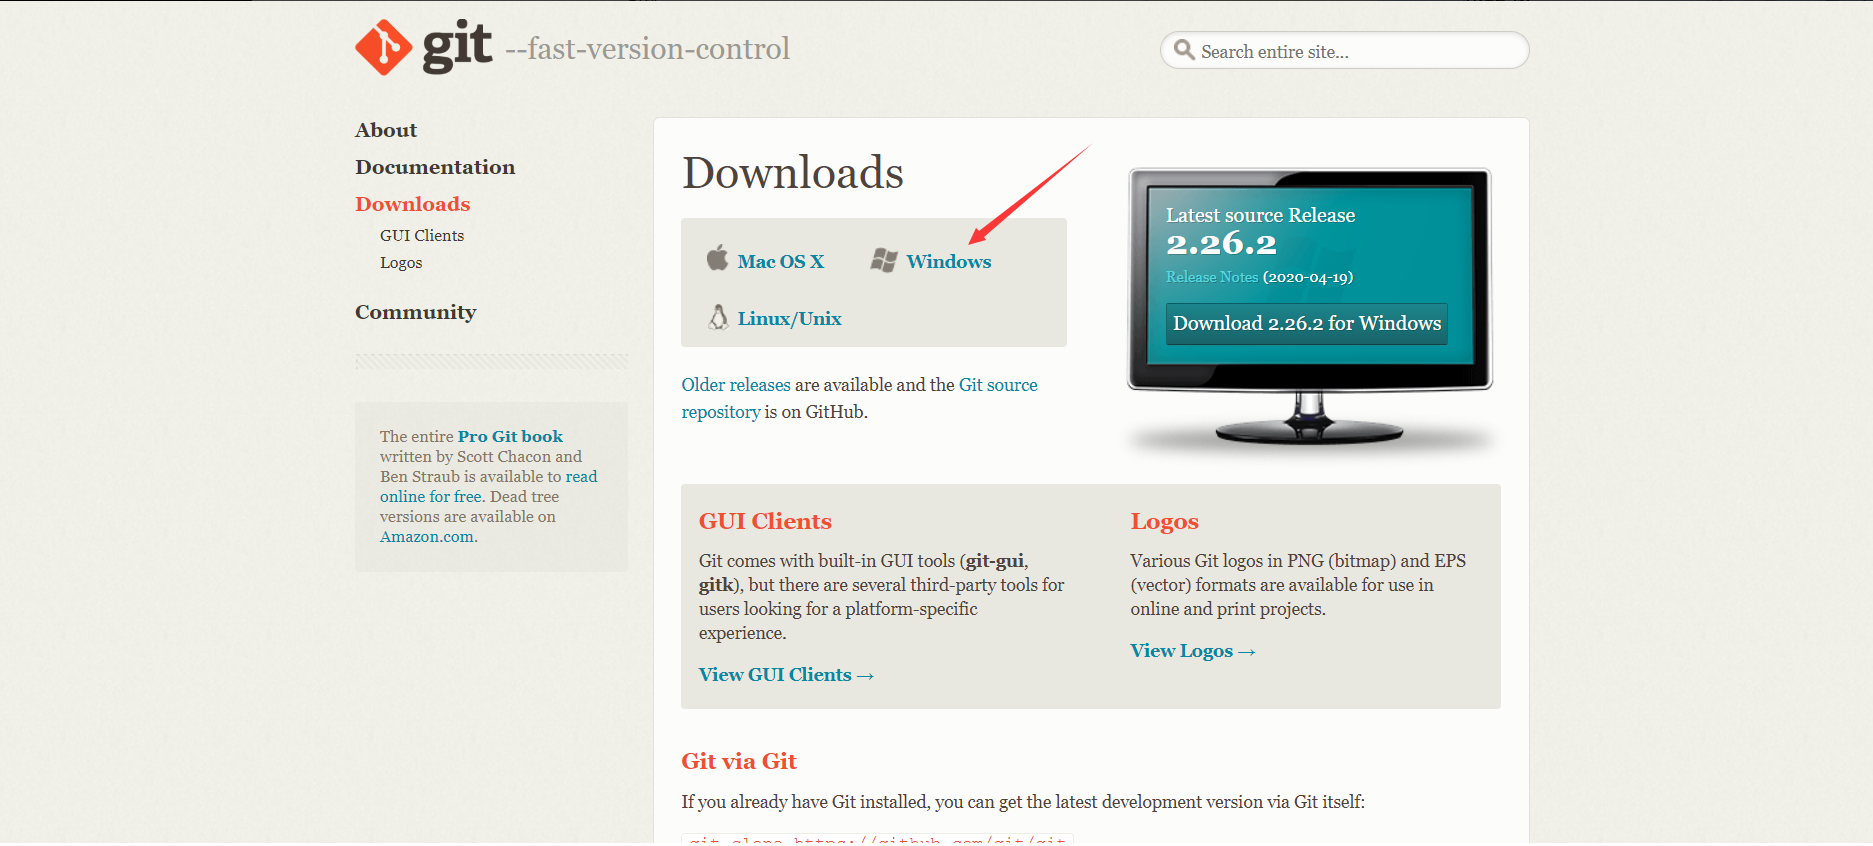 git --fast-version-control
Search entire site...
About
Documentation
Downloads
GUI Clients
Logos
Community
The entire Pro Git book
written by Scott Chacon and
Ben Straub is available to read
online for free. Dead tree
versions are available on
Amazon.com.
Downloads
Mac OS X
Windows
Linux/Unix
Older releases are available and the Git source
repository is on GitHub.
Latest source Release
2.26.2
Release Notes (2020-04-19)
Download 2.26.2 for Windows
GUI Clients
Git comes with built-in GUI tools (git-gui,
gitk), but there are several third-party tools for
users looking for a platform-specific
experience.
View GUI Clients →
Logos
Various Git logos in PNG (bitmap) and EPS
(vector) formats are available for use in
online and print projects.
View Logos →
Git via Git
If you already have Git installed, you can get the latest development version via Git itself:
git clone https://github.com/git/git